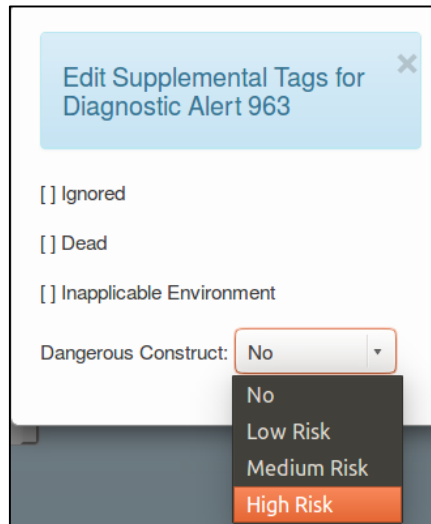 Edit Supplemental Tags for
Diagnostic Alert 963
×
[ ] Ignored
[ ] Dead
[ ] Inapplicable Environment
Dangerous Construct: No
No
Low Risk
Medium Risk
High Risk